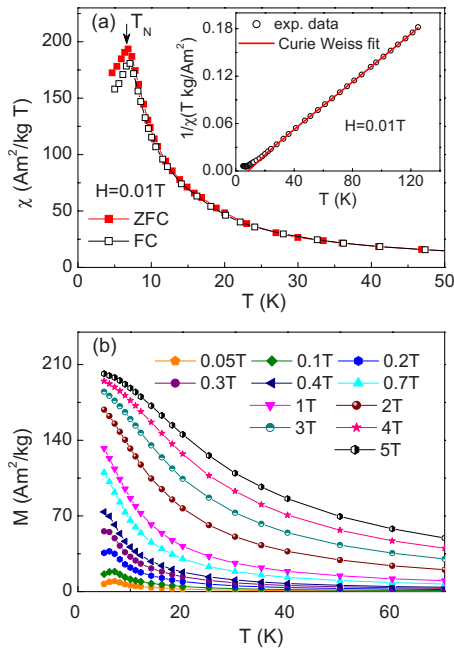 (a)
T_N
exp. data
Curie Weiss fit
H=0.01T
1/χ(T kg/Am²)
0.18
0.12
0.06
0.00
0 40 80 120
T (K)
χ (Am²/kg T)
200
150
100
50
0
H=0.01T
ZFC
FC
0 10 20 30 40 50
T (K)
(b)
0.05T 0.1T 0.2T
0.3T 0.4T 0.7T
1T 2T
3T 4T
5T
M (Am²/kg)
210
140
70
0
0 20 40 60
T (K)